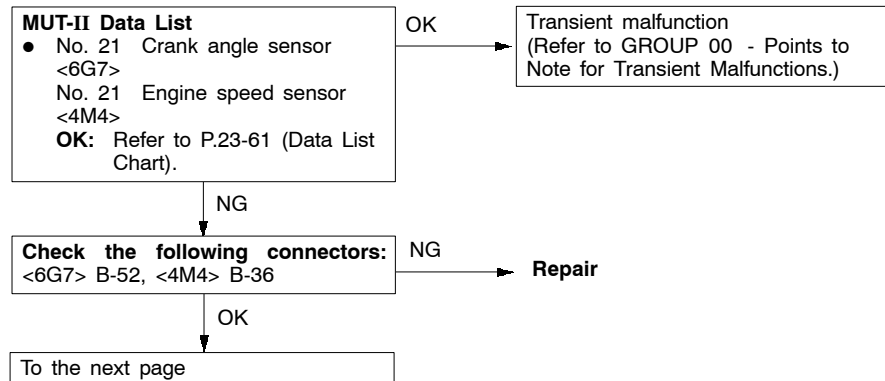 MUT-II Data List
● No. 21 Crank angle sensor
<6G7>
No. 21 Engine speed sensor
<4M4>
OK: Refer to P.23-61 (Data List
Chart).
OK
Transient malfunction
(Refer to GROUP 00 - Points to
Note for Transient Malfunctions.)
NG
Check the following connectors:
<6G7> B-52, <4M4> B-36
NG
Repair
OK
To the next page